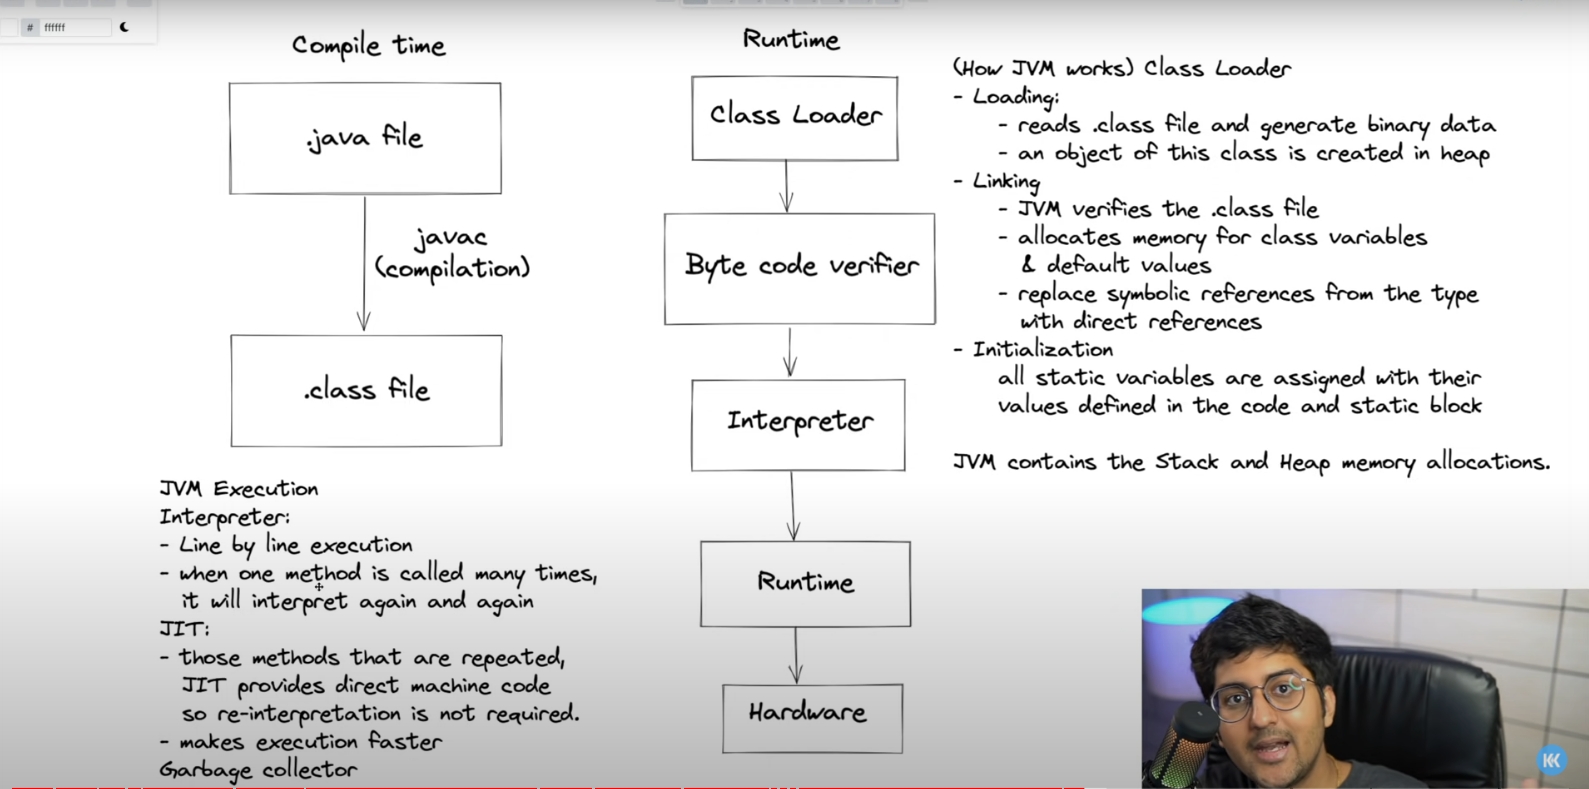 # ffffff
Compile time
.java file
javac
(compilation)
.class file
JVM Execution
Interpreter:
- Line by line execution
- when one method is called many times,
it will interpret again and again
JIT:
- those methods that are repeated,
JIT provides direct machine code
so re-interpretation is not required.
- makes execution faster
Garbage collector
Runtime
Class Loader
Byte code verifier
Interpreter
Runtime
Hardware
(How JVM works) Class Loader
- Loading:
- reads .class file and generate binary data
- an object of this class is created in heap
- Linking
- JVM verifies the .class file
- allocates memory for class variables
& default values
- replace symbolic references from the type
with direct references
- Initialization
all static variables are assigned with their
values defined in the code and static block
JVM contains the Stack and Heap memory allocations.
KK